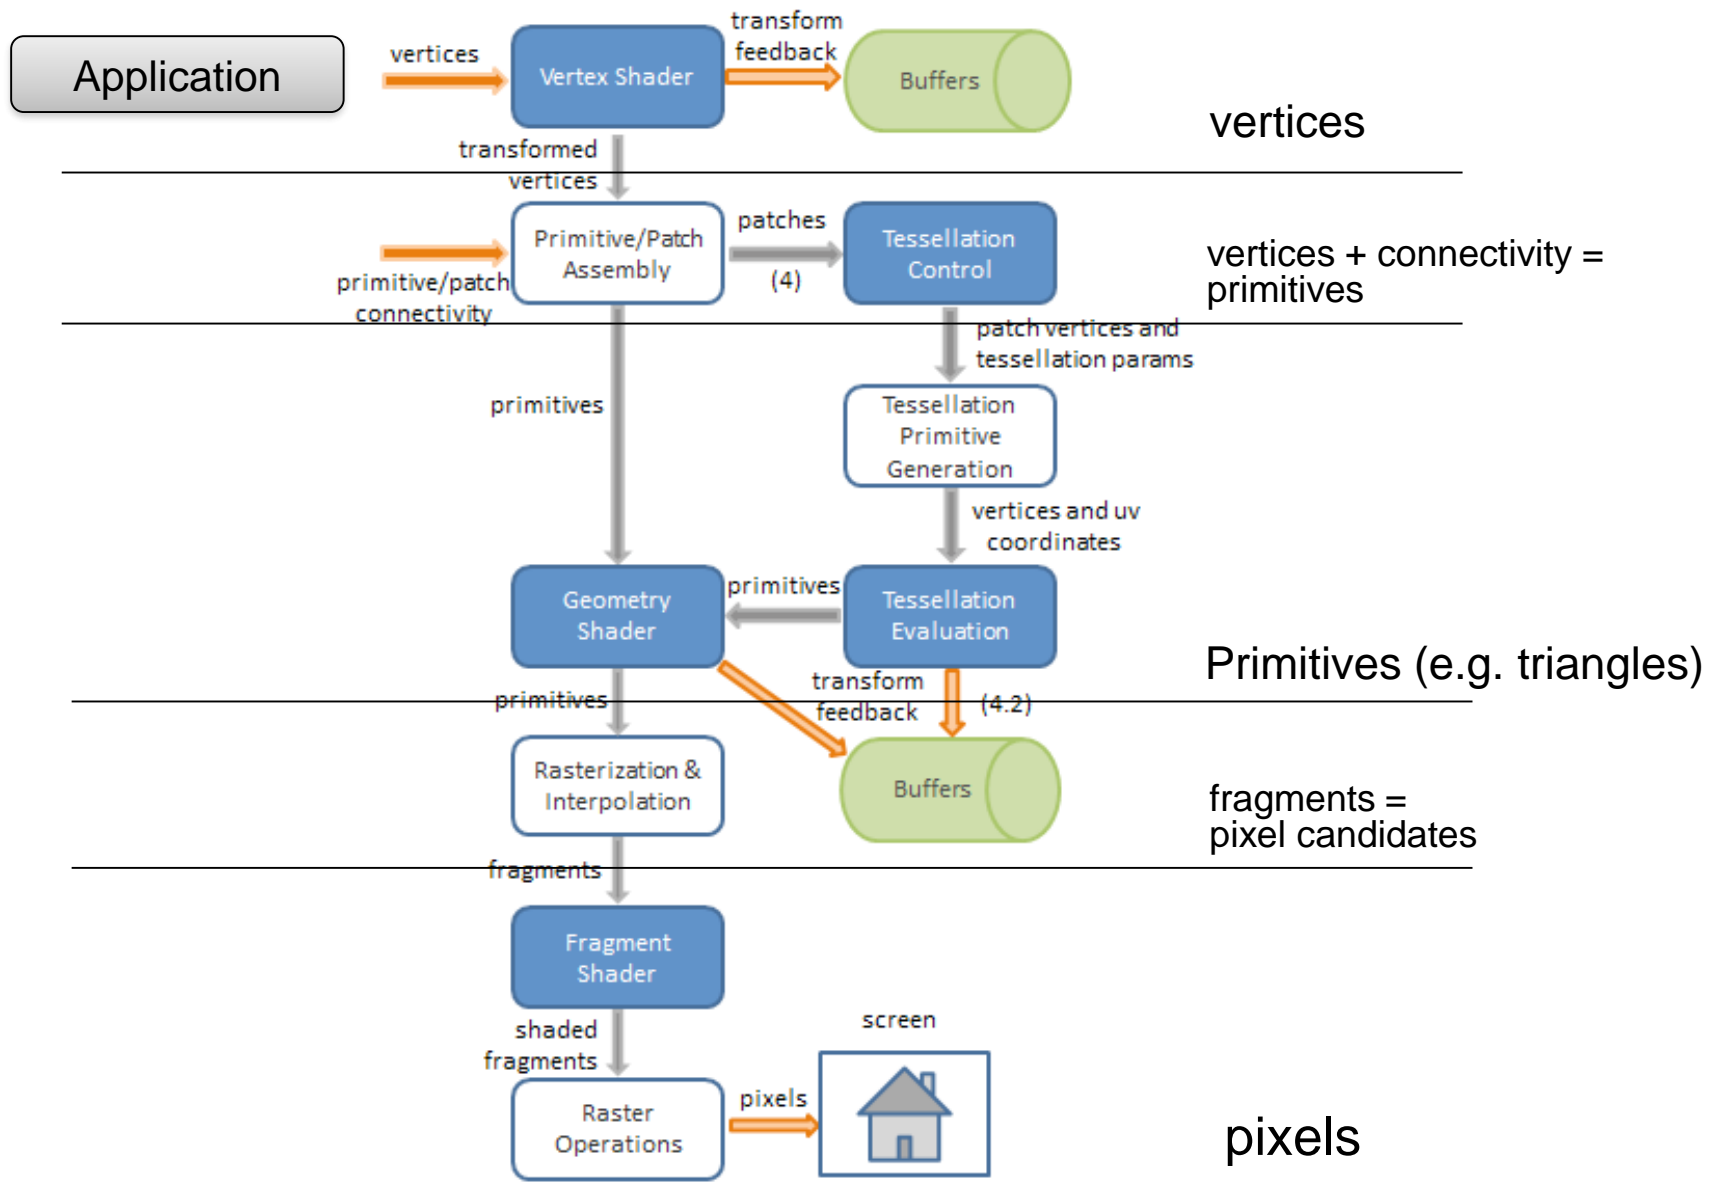 Application
vertices
Vertex Shader
transform
feedback
Buffers
vertices
transformed
vertices
Primitive/Patch
Assembly
patches
(4)
Tessellation
Control
primitive/patch
connectivity
vertices + connectivity =
primitives
patch vertices and
tessellation params
primitives
Tessellation
Primitive
Generation
vertices and uv
coordinates
Geometry
Shader
primitives
Tessellation
Evaluation
Primitives (e.g. triangles)
primitives
transform
feedback
(4.2)
Rasterization &
Interpolation
Buffers
fragments =
pixel candidates
fragments
Fragment
Shader
shaded
fragments
screen
Raster
Operations
pixels
pixels